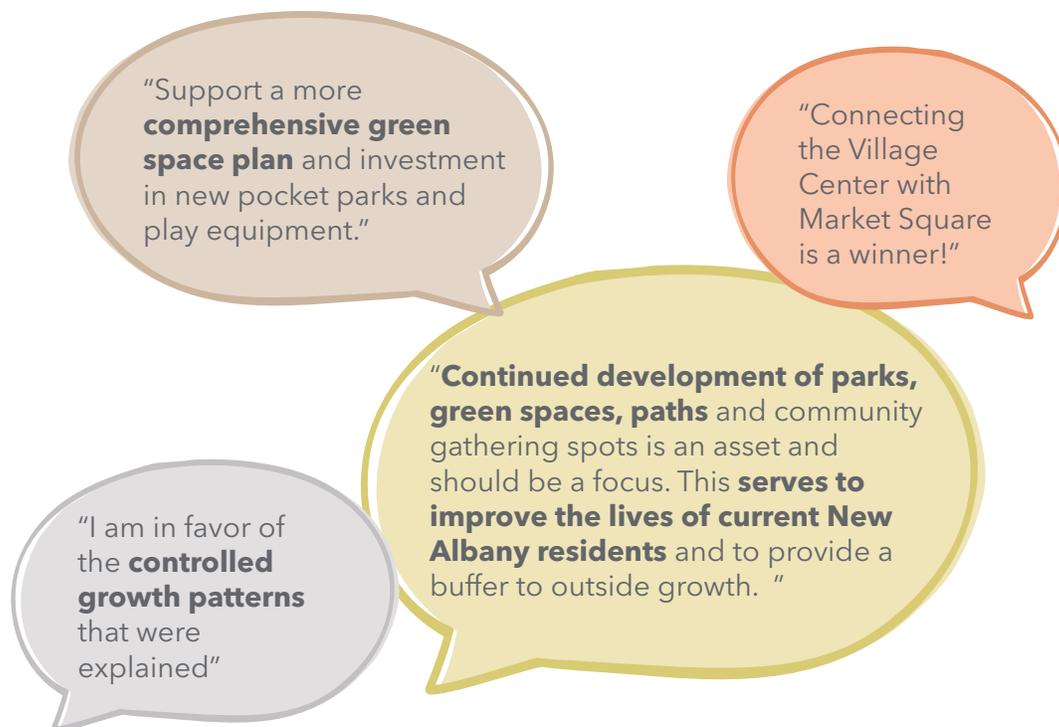 “Support a more
comprehensive green
space plan and investment
in new pocket parks and
play equipment.”
“Connecting
the Village
Center with
Market Square
is a winner!”
“Continued development of parks,
green spaces, paths and community
gathering spots is an asset and
should be a focus. This serves to
improve the lives of current New
Albany residents and to provide a
buffer to outside growth.  ”
“I am in favor of
the controlled
growth patterns
that were
explained”